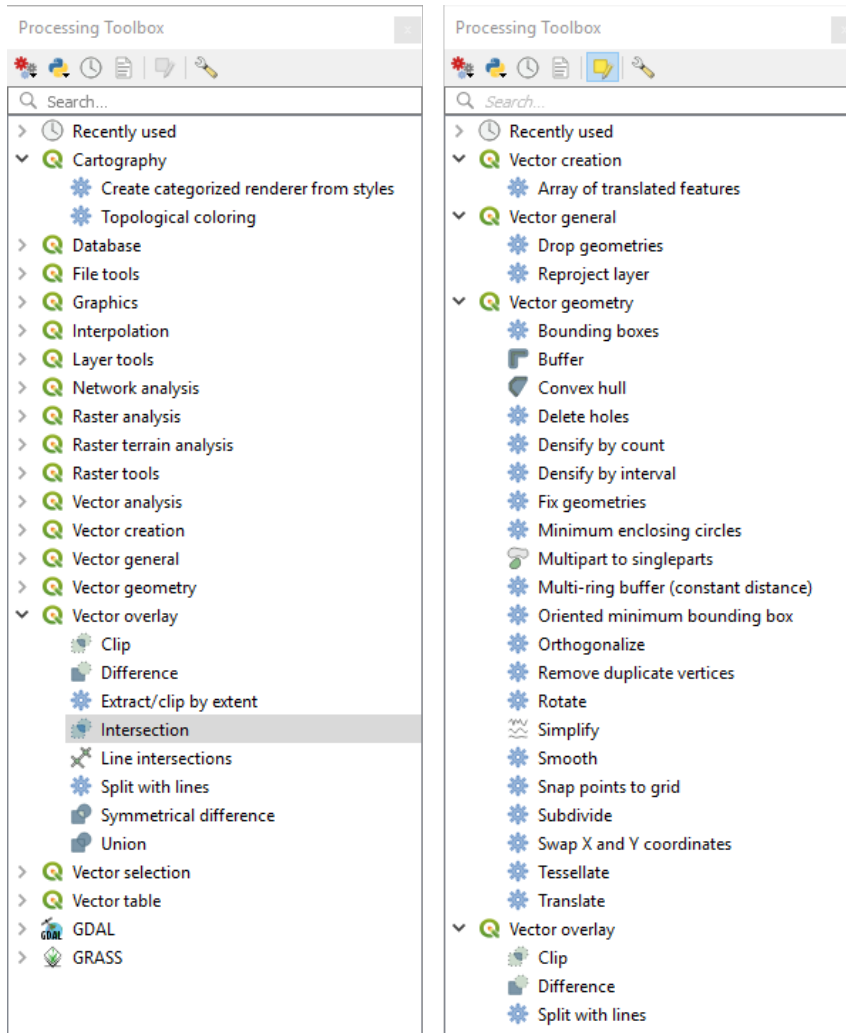 Processing Toolbox
Search...
Recently used
Cartography
Create categorized renderer from styles
Topological coloring
Database
File tools
Graphics
Interpolation
Layer tools
Network analysis
Raster analysis
Raster terrain analysis
Raster tools
Vector analysis
Vector creation
Vector general
Vector geometry
Vector overlay
Clip
Difference
Extract/clip by extent
Intersection
Line intersections
Split with lines
Symmetrical difference
Union
Vector selection
Vector table
GDAL
GRASS
Processing Toolbox
Search...
Recently used
Vector creation
Array of translated features
Vector general
Drop geometries
Reproject layer
Vector geometry
Bounding boxes
Buffer
Convex hull
Delete holes
Densify by count
Densify by interval
Fix geometries
Minimum enclosing circles
Multipart to singleparts
Multi-ring buffer (constant distance)
Oriented minimum bounding box
Orthogonalize
Remove duplicate vertices
Rotate
Simplify
Smooth
Snap points to grid
Subdivide
Swap X and Y coordinates
Tessellate
Translate
Vector overlay
Clip
Difference
Split with lines